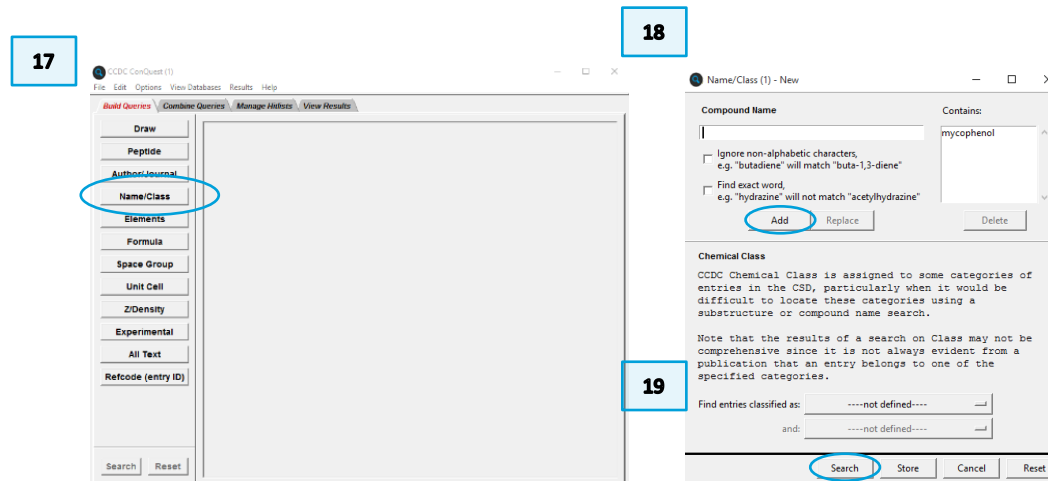 17
CCDC ConQuest (1)
File Edit Options View Databases Results Help
Build Queries Combine Queries Manage Hitlists View Results
Draw
Peptide
Author/Journal
Name/Class
Elements
Formula
Space Group
Unit Cell
Z/Density
Experimental
All Text
Refcode (entry ID)
Search Reset
18
Name/Class (1) - New
Compound Name
Contains:
mycophenol
Ignore non-alphabetic characters,
e.g. "butadiene" will match "buta-1,3-diene"
Find exact word,
e.g. "hydrazine" will not match "acetylhydrazine"
Add Replace Delete
Chemical Class
CCDC Chemical Class is assigned to some categories of
entries in the CSD, particularly when it would be
difficult to locate these categories using a
substructure or compound name search.
Note that the results of a search on Class may not be
comprehensive since it is not always evident from a
publication that an entry belongs to one of the
specified categories.
19
Find entries classified as: ----not defined----
and: ----not defined----
Search Store Cancel Reset